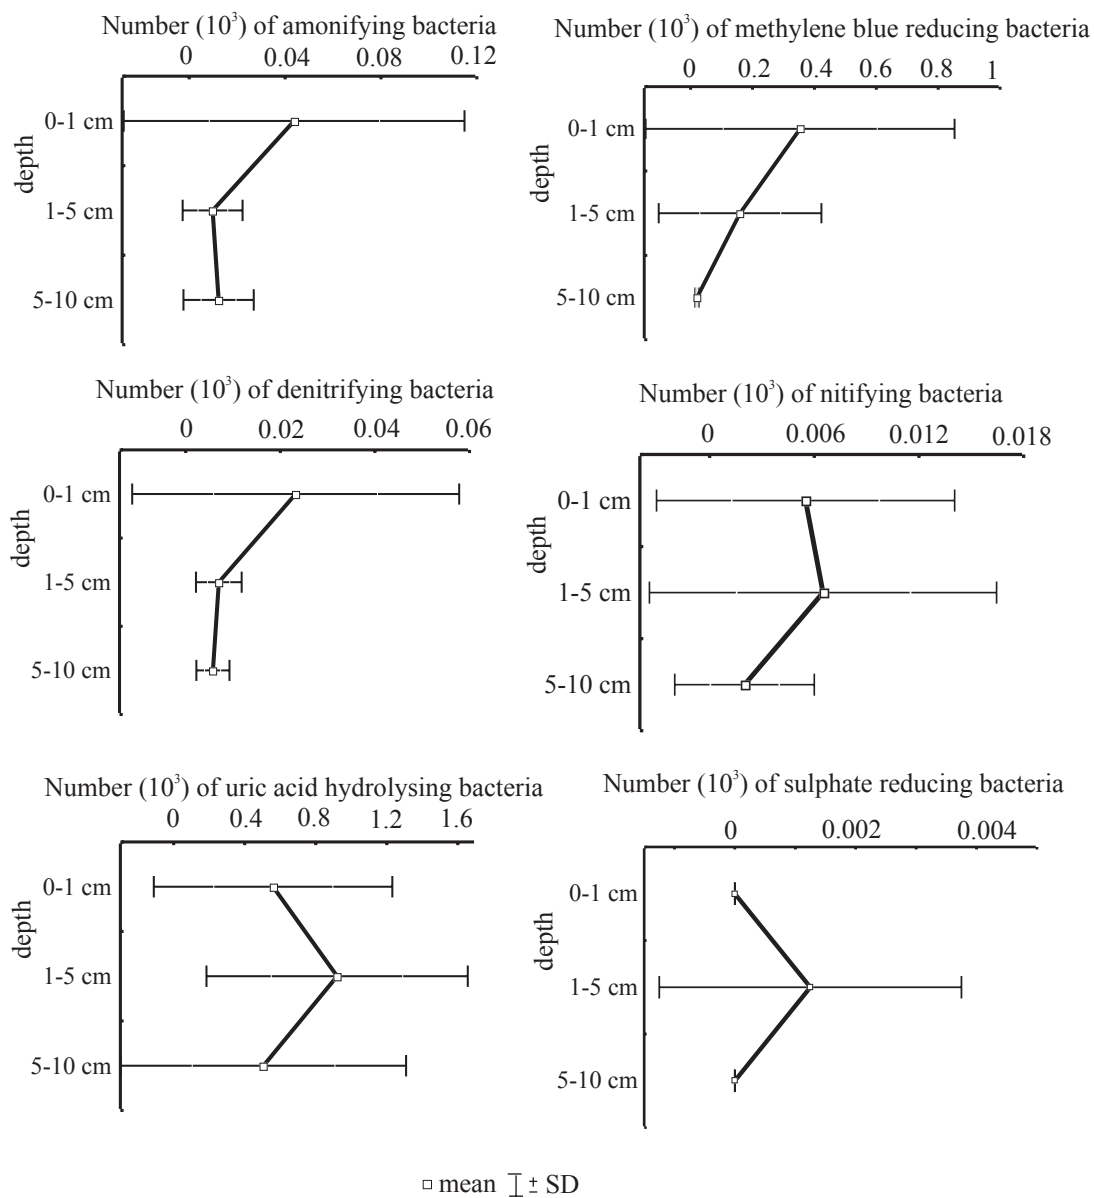 Number (10³) of amonifying bacteria
0 0.04 0.08 0.12
depth
0-1 cm
1-5 cm
5-10 cm
Number (10³) of methylene blue reducing bacteria
0 0.2 0.4 0.6 0.8 1
depth
0-1 cm
1-5 cm
5-10 cm
Number (10³) of denitrifying bacteria
0 0.02 0.04 0.06
depth
0-1 cm
1-5 cm
5-10 cm
Number (10³) of nitifying bacteria
0 0.006 0.012 0.018
depth
0-1 cm
1-5 cm
5-10 cm
Number (10³) of uric acid hydrolysing bacteria
0 0.4 0.8 1.2 1.6
depth
0-1 cm
1-5 cm
5-10 cm
Number (10³) of sulphate reducing bacteria
0 0.002 0.004
depth
0-1 cm
1-5 cm
5-10 cm
mean ± SD